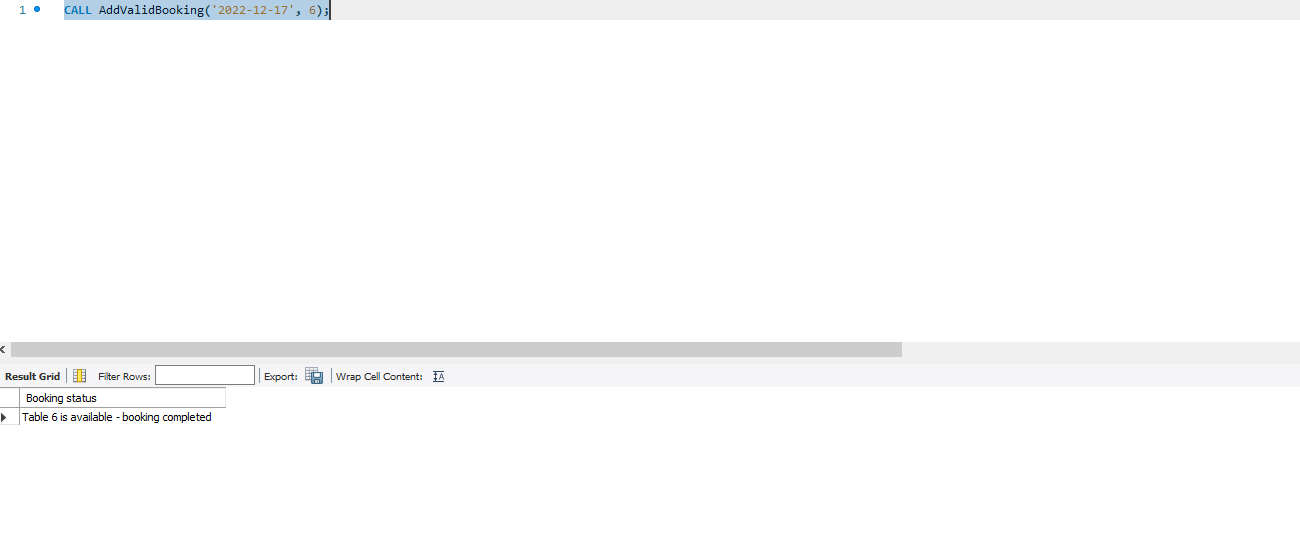 1 CALL AddValidBooking('2022-12-17', 6);
Result Grid Filter Rows: Export: Wrap Cell Content: IA
Booking status
Table 6 is available - booking completed